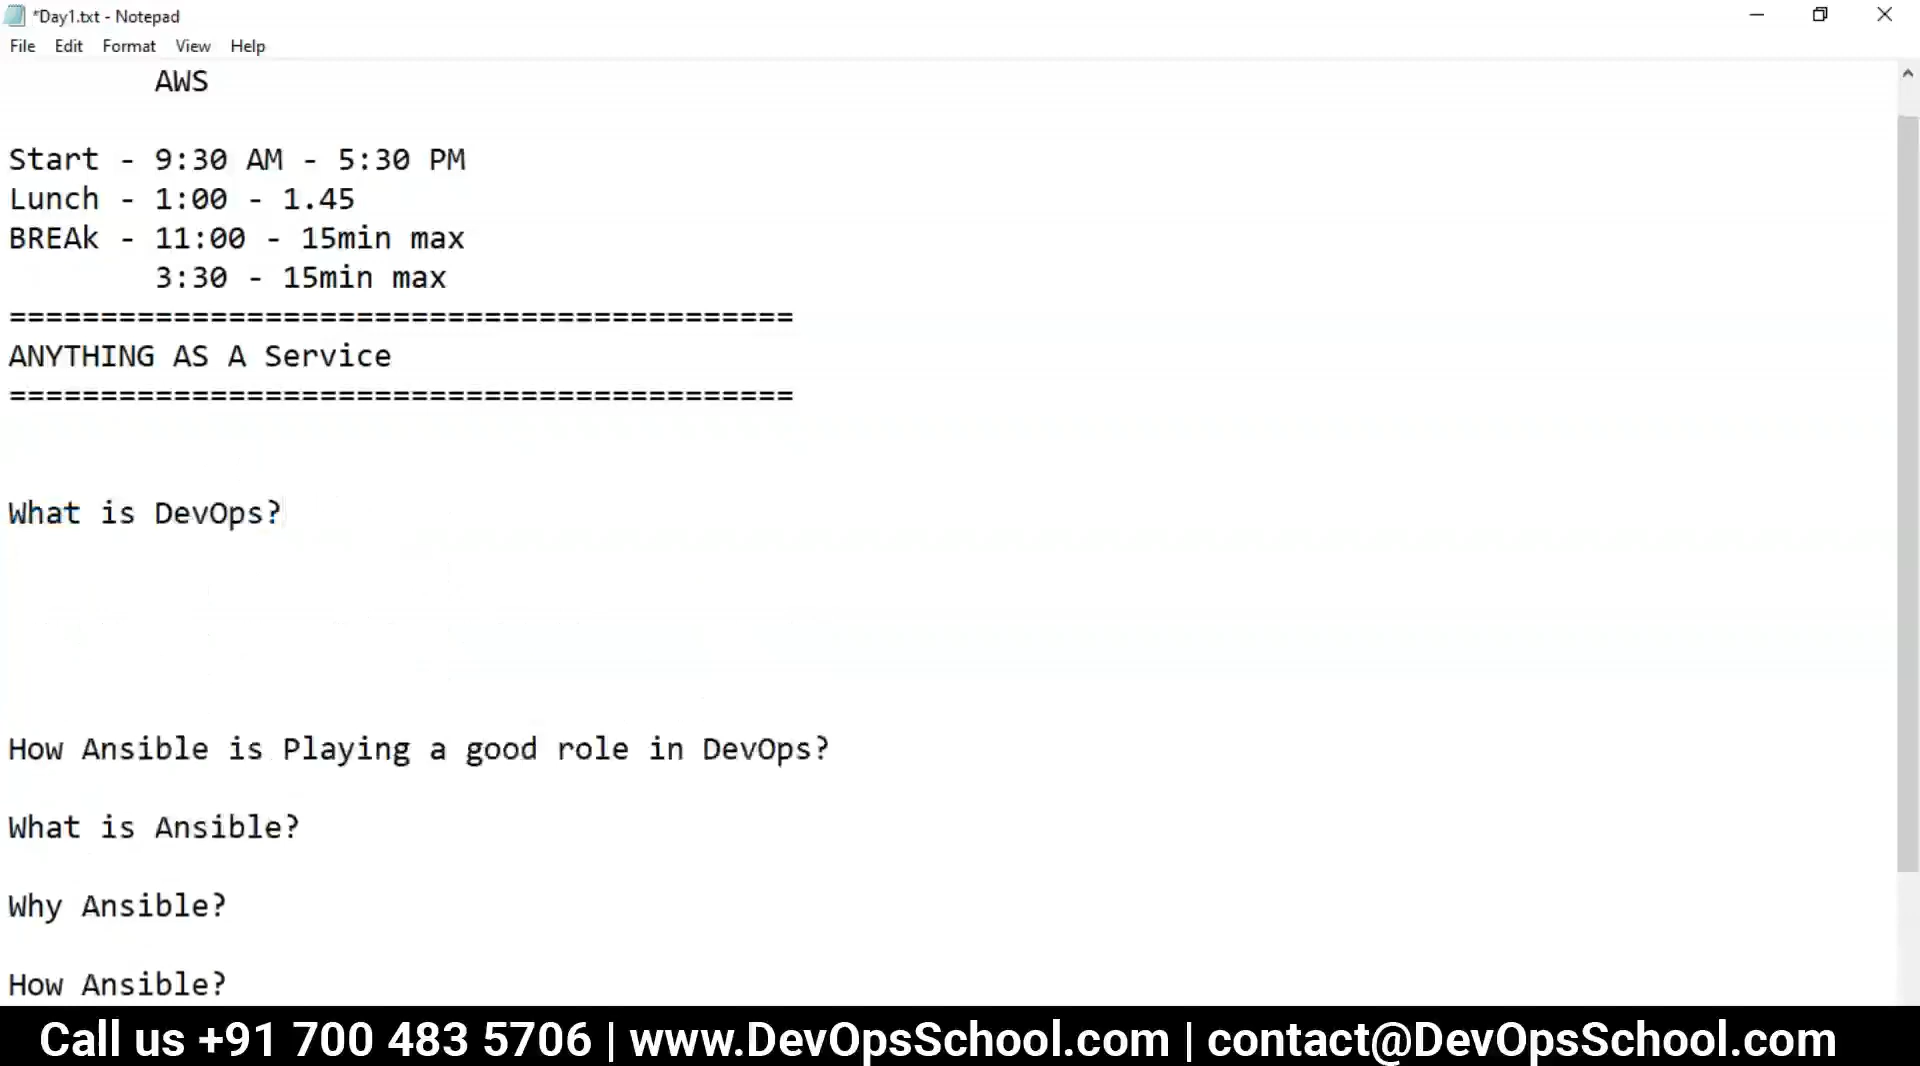 *Day1.txt - Notepad
File Edit Format View Help
AWS
Start - 9:30 AM - 5:30 PM
Lunch - 1:00 - 1.45
BREAk - 11:00 - 15min max
3:30 - 15min max
===========================================
ANYTHING AS A Service
===========================================
What is DevOps?
How Ansible is Playing a good role in DevOps?
What is Ansible?
Why Ansible?
How Ansible?
Call us +91 700 483 5706 | www.DevOpsSchool.com | contact@DevOpsSchool.com